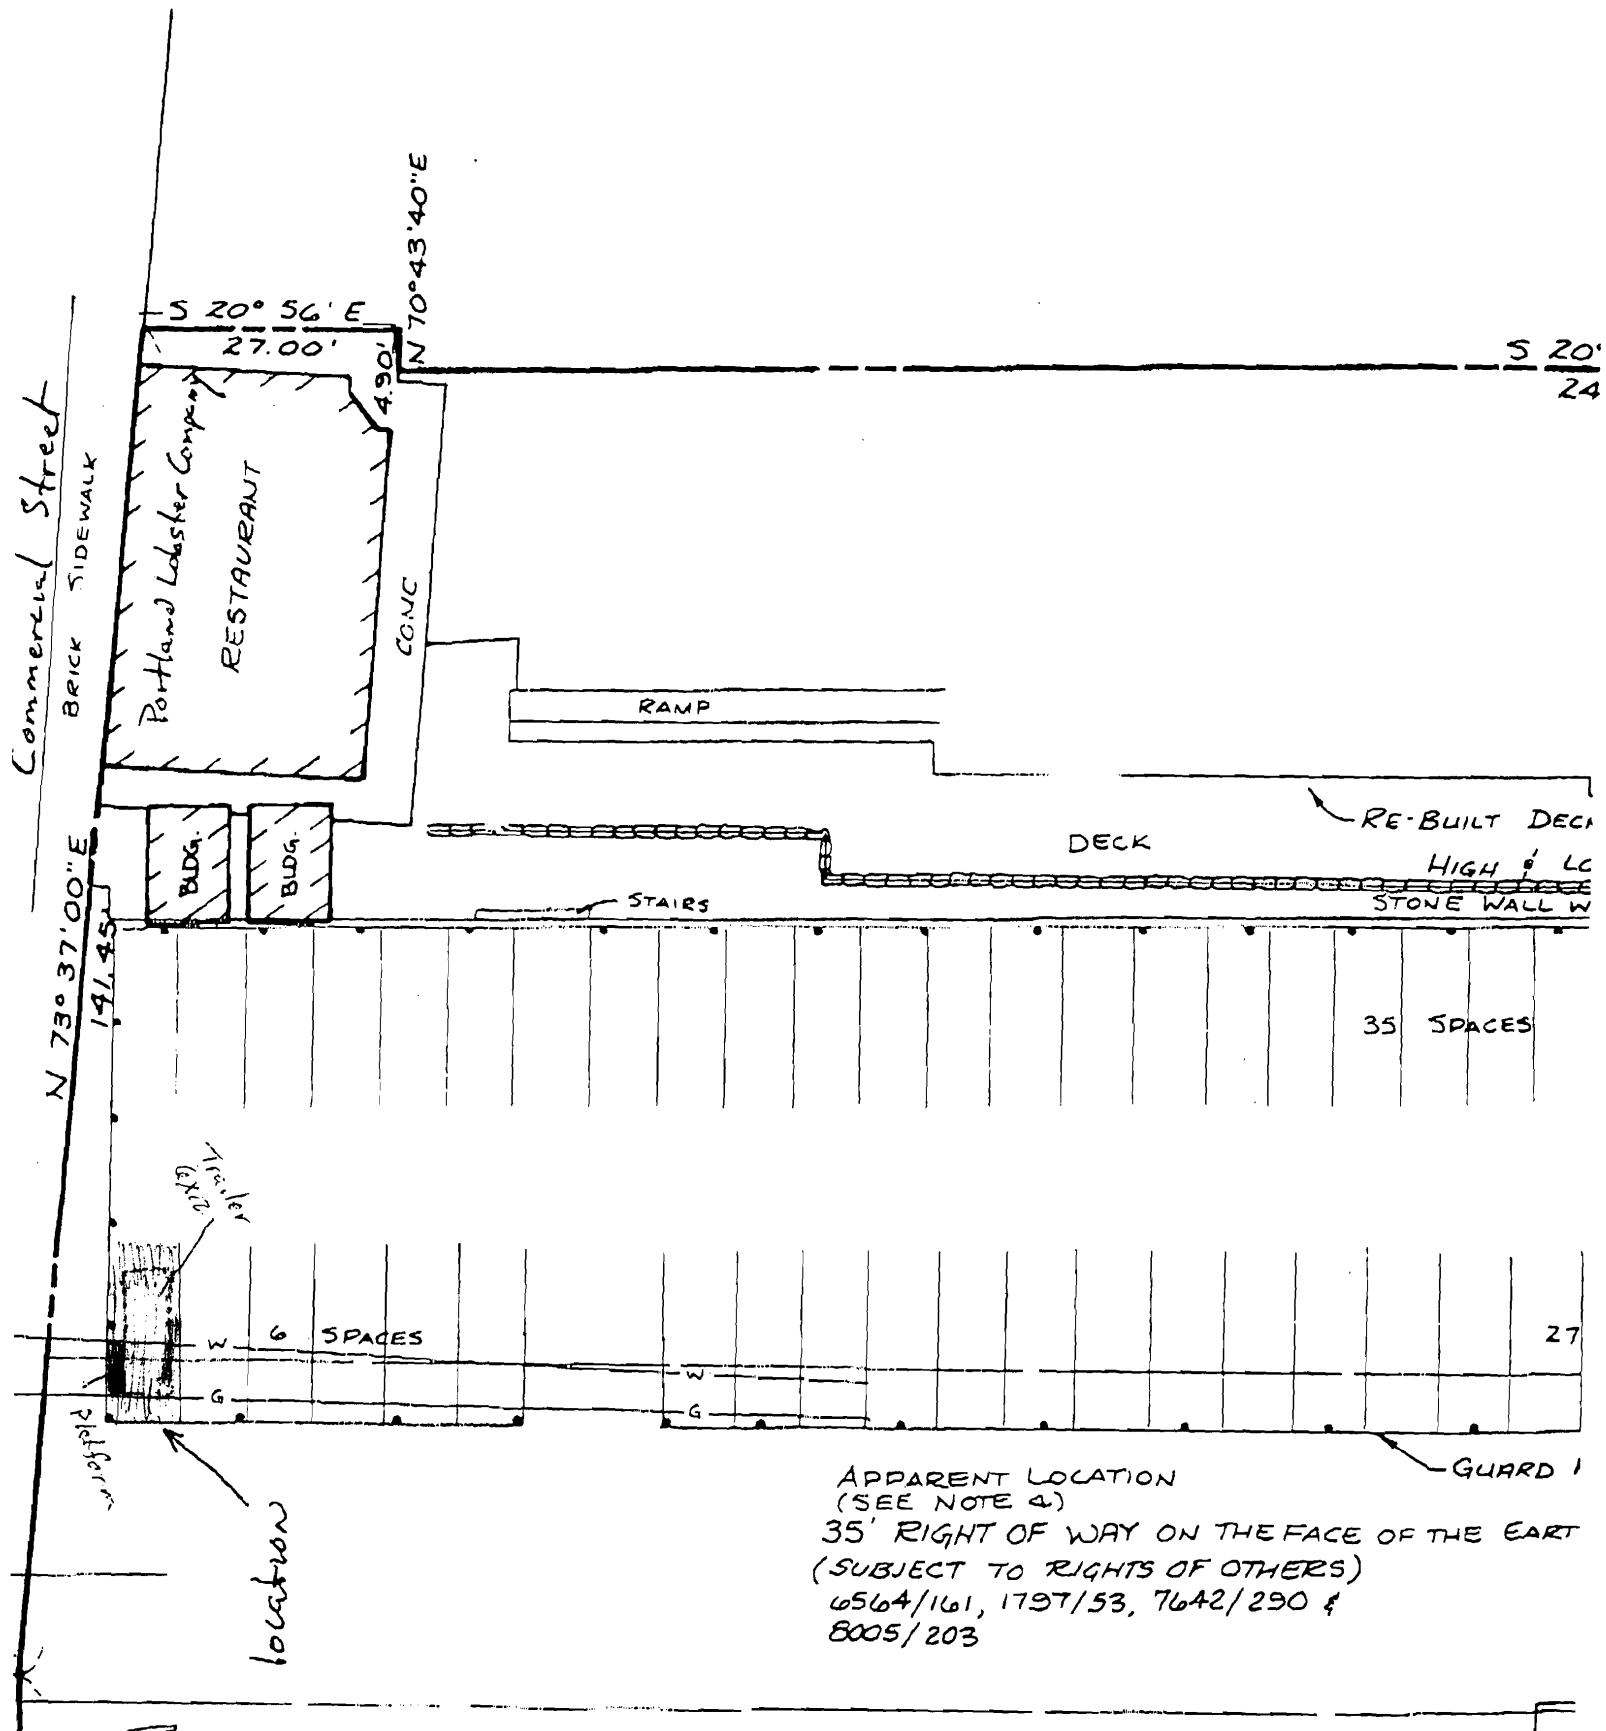 S 20° 56' E
27.00'
4.90'
N 70° 43' 40" E
S 20°
24
Commercial Street
BRICK SIDEWALK
Portland Lobster Company
RESTAURANT
CONC
RAMP
RE-BUILT DECK
DECK
HIGH & LO
STONE WALL W
BLDG.
BLDG.
STAIRS
N 73° 37' 00" E
141.45'
35 SPACES
Trailer
W
6 SPACES
27
W
G
G
platform
location
GUARD
APPARENT LOCATION
(SEE NOTE 4)
35' RIGHT OF WAY ON THE FACE OF THE EART
(SUBJECT TO RIGHTS OF OTHERS)
6564/161, 1797/53, 7642/290 &
8005/203